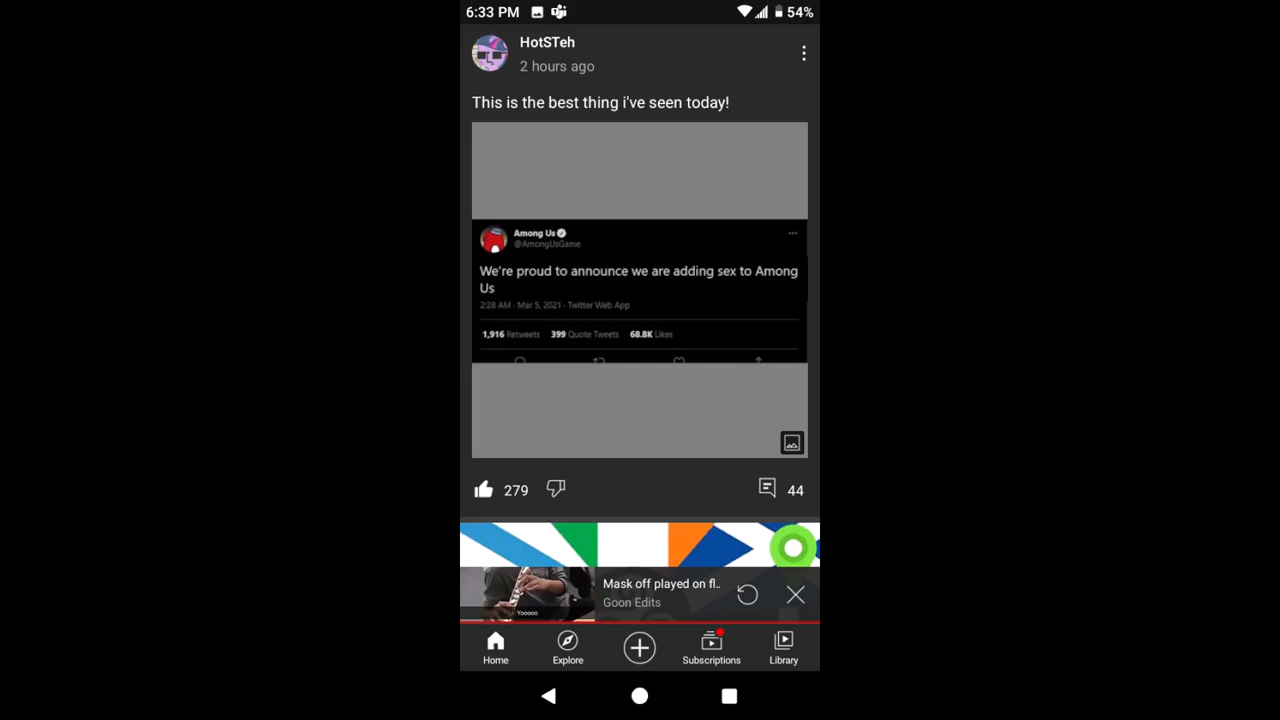 6:33 PM 54%
HotSTeh
2 hours ago
This is the best thing i've seen today!
Among Us
@AmongUsGame
We're proud to announce we are adding sex to Among
Us
2:28 AM · Mar 5, 2021 · Twitter Web App
1,916 Retweets 399 Quote Tweets 68.8K Likes
279 44
Mask off played on fl..
Goon Edits
Yooooo
Home Explore Subscriptions Library